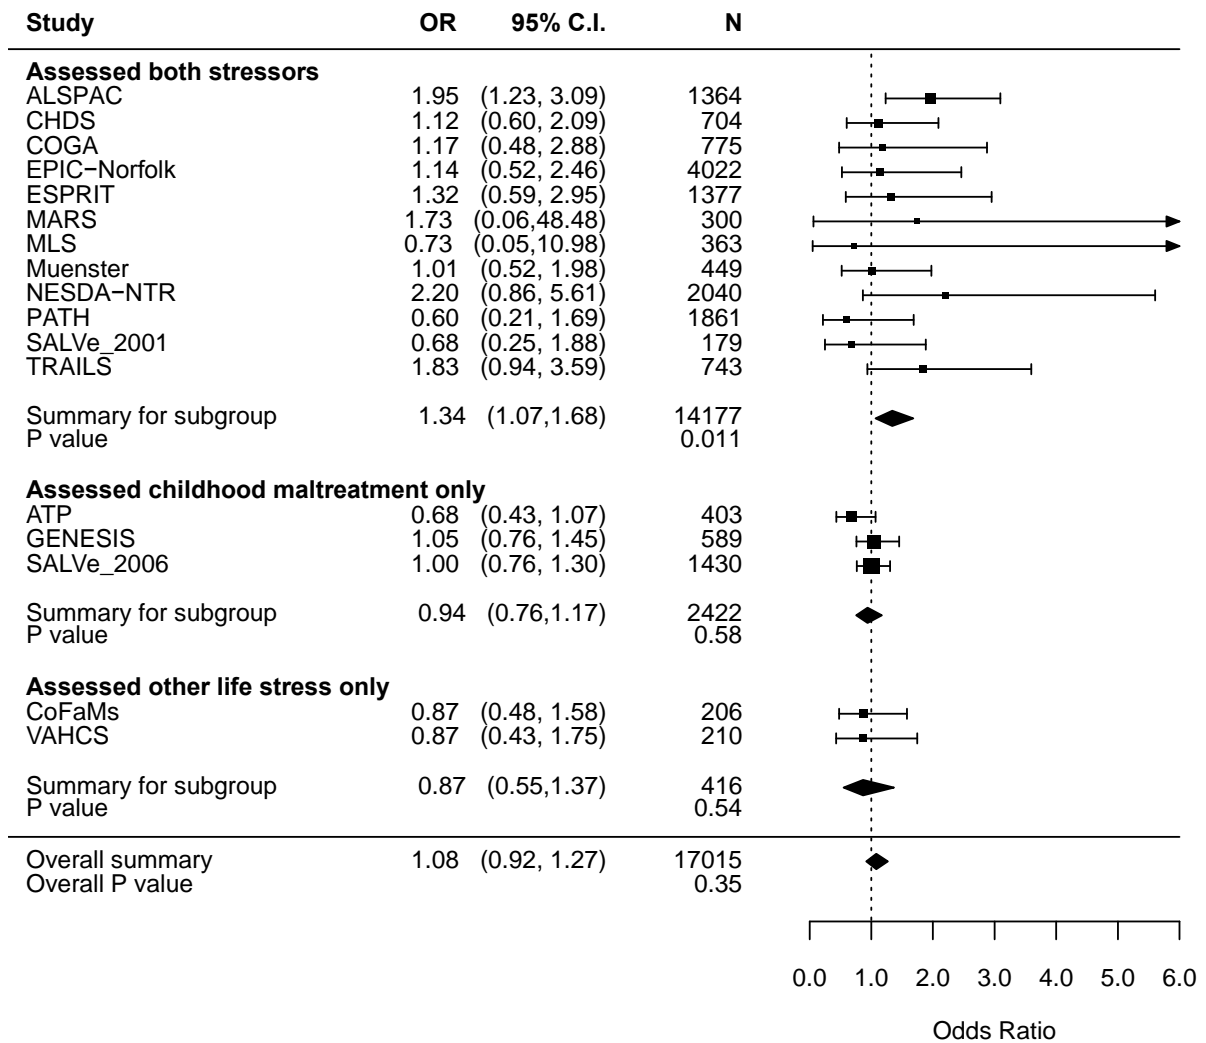 Study OR 95% C.I. N
Assessed both stressors
ALSPAC 1.95 (1.23, 3.09) 1364
CHDS 1.12 (0.60, 2.09) 704
COGA 1.17 (0.48, 2.88) 775
EPIC−Norfolk 1.14 (0.52, 2.46) 4022
ESPRIT 1.32 (0.59, 2.95) 1377
MARS 1.73 (0.06,48.48) 300
MLS 0.73 (0.05,10.98) 363
Muenster 1.01 (0.52, 1.98) 449
NESDA−NTR 2.20 (0.86, 5.61) 2040
PATH 0.60 (0.21, 1.69) 1861
SALVe_2001 0.68 (0.25, 1.88) 179
TRAILS 1.83 (0.94, 3.59) 743
Summary for subgroup 1.34 (1.07,1.68) 14177
P value 0.011
Assessed childhood maltreatment only
ATP 0.68 (0.43, 1.07) 403
GENESIS 1.05 (0.76, 1.45) 589
SALVe_2006 1.00 (0.76, 1.30) 1430
Summary for subgroup 0.94 (0.76,1.17) 2422
P value 0.58
Assessed other life stress only
CoFaMs 0.87 (0.48, 1.58) 206
VAHCS 0.87 (0.43, 1.75) 210
Summary for subgroup 0.87 (0.55,1.37) 416
P value 0.54
Overall summary 1.08 (0.92, 1.27) 17015
Overall P value 0.35
0.0 1.0 2.0 3.0 4.0 5.0 6.0
Odds Ratio